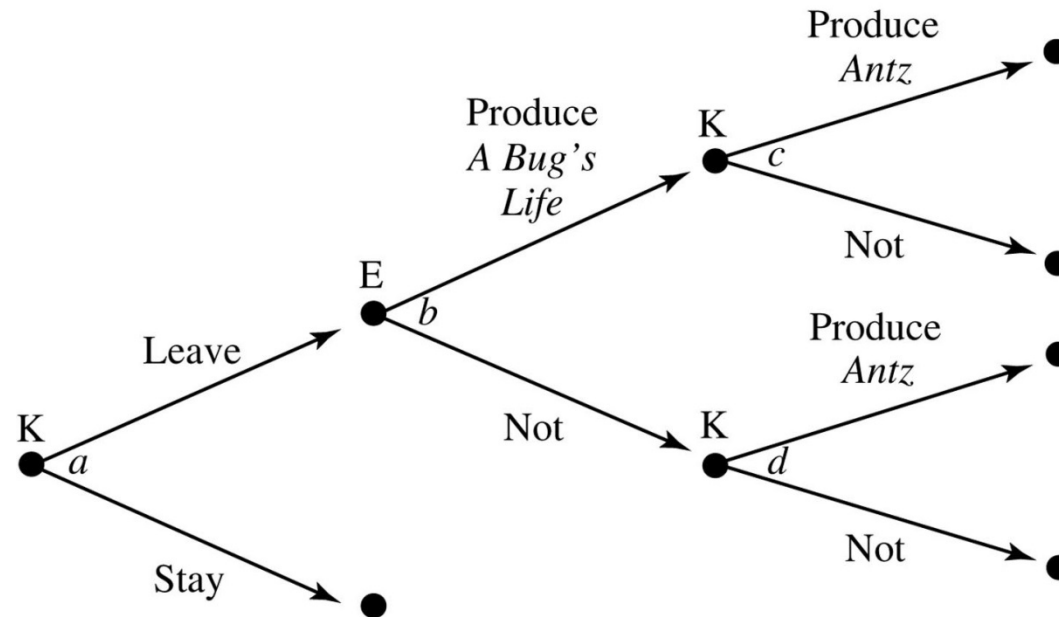 Produce
Antz
Produce
A Bug's
Life
K
c
Not
E
b
Leave
Produce
Antz
Not
K
d
K
a
Not
Stay